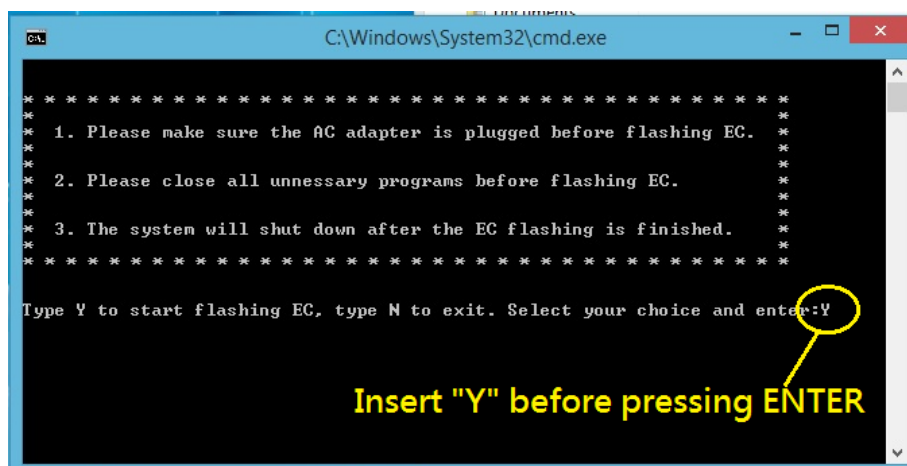 Documents
C:\Windows\System32\cmd.exe
* * * * * * * * * * * * * * * * * * * * * * * * * * * * * * * * * * * *
* *
* 1. Please make sure the AC adapter is plugged before flashing EC. *
* *
* *
* 2. Please close all unnessary programs before flashing EC. *
* *
* *
* 3. The system will shut down after the EC flashing is finished. *
* *
* * * * * * * * * * * * * * * * * * * * * * * * * * * * * * * * * * * *
Type Y to start flashing EC, type N to exit. Select your choice and enter:Y
Insert "Y" before pressing ENTER